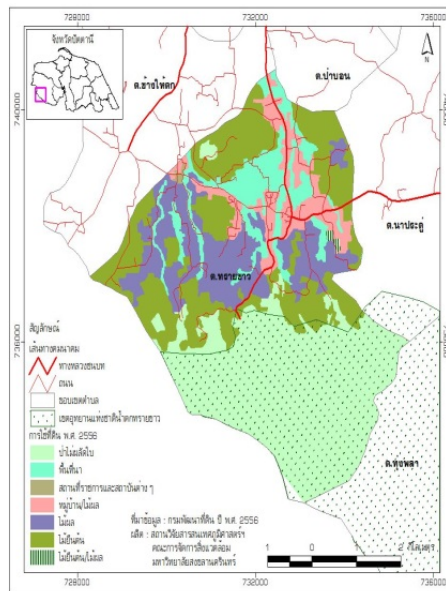 728000 732000 736000
จังหวัดปัตตานี
N
ต.ป่าบอน
ต.ช้างให้ตก
740000
ต.นาประดู่
ต.ทรายขาว
สัญลักษณ์
เส้นทางคมนาคม
736000
ทางหลวงชนบท
ถนน
ขอบเขตตำบล
เขตอุทยานแห่งชาติน้ำตกทรายขาว
ต.ทุ่งพลา
การใช้ที่ดิน พ.ศ. 2556
ป่าไม่ผลัดใบ
พื้นที่นา
สถานที่ราชการและสถาบันต่าง ๆ
หมู่บ้าน/ไม้ผล
ไม้ผล
ไม้ยืนต้น
ไม้ยืนต้น/ไม้ผล
ที่มาข้อมูล : กรมพัฒนาที่ดิน ปี พ.ศ. 2556
ผลิต : สถานวิจัยสารสนเทศภูมิศาสตร์ฯ
คณะการจัดการสิ่งแวดล้อม
มหาวิทยาลัยสงขลานครินทร์
1 0 1 2 กิโลเมตร
728000 732000 736000